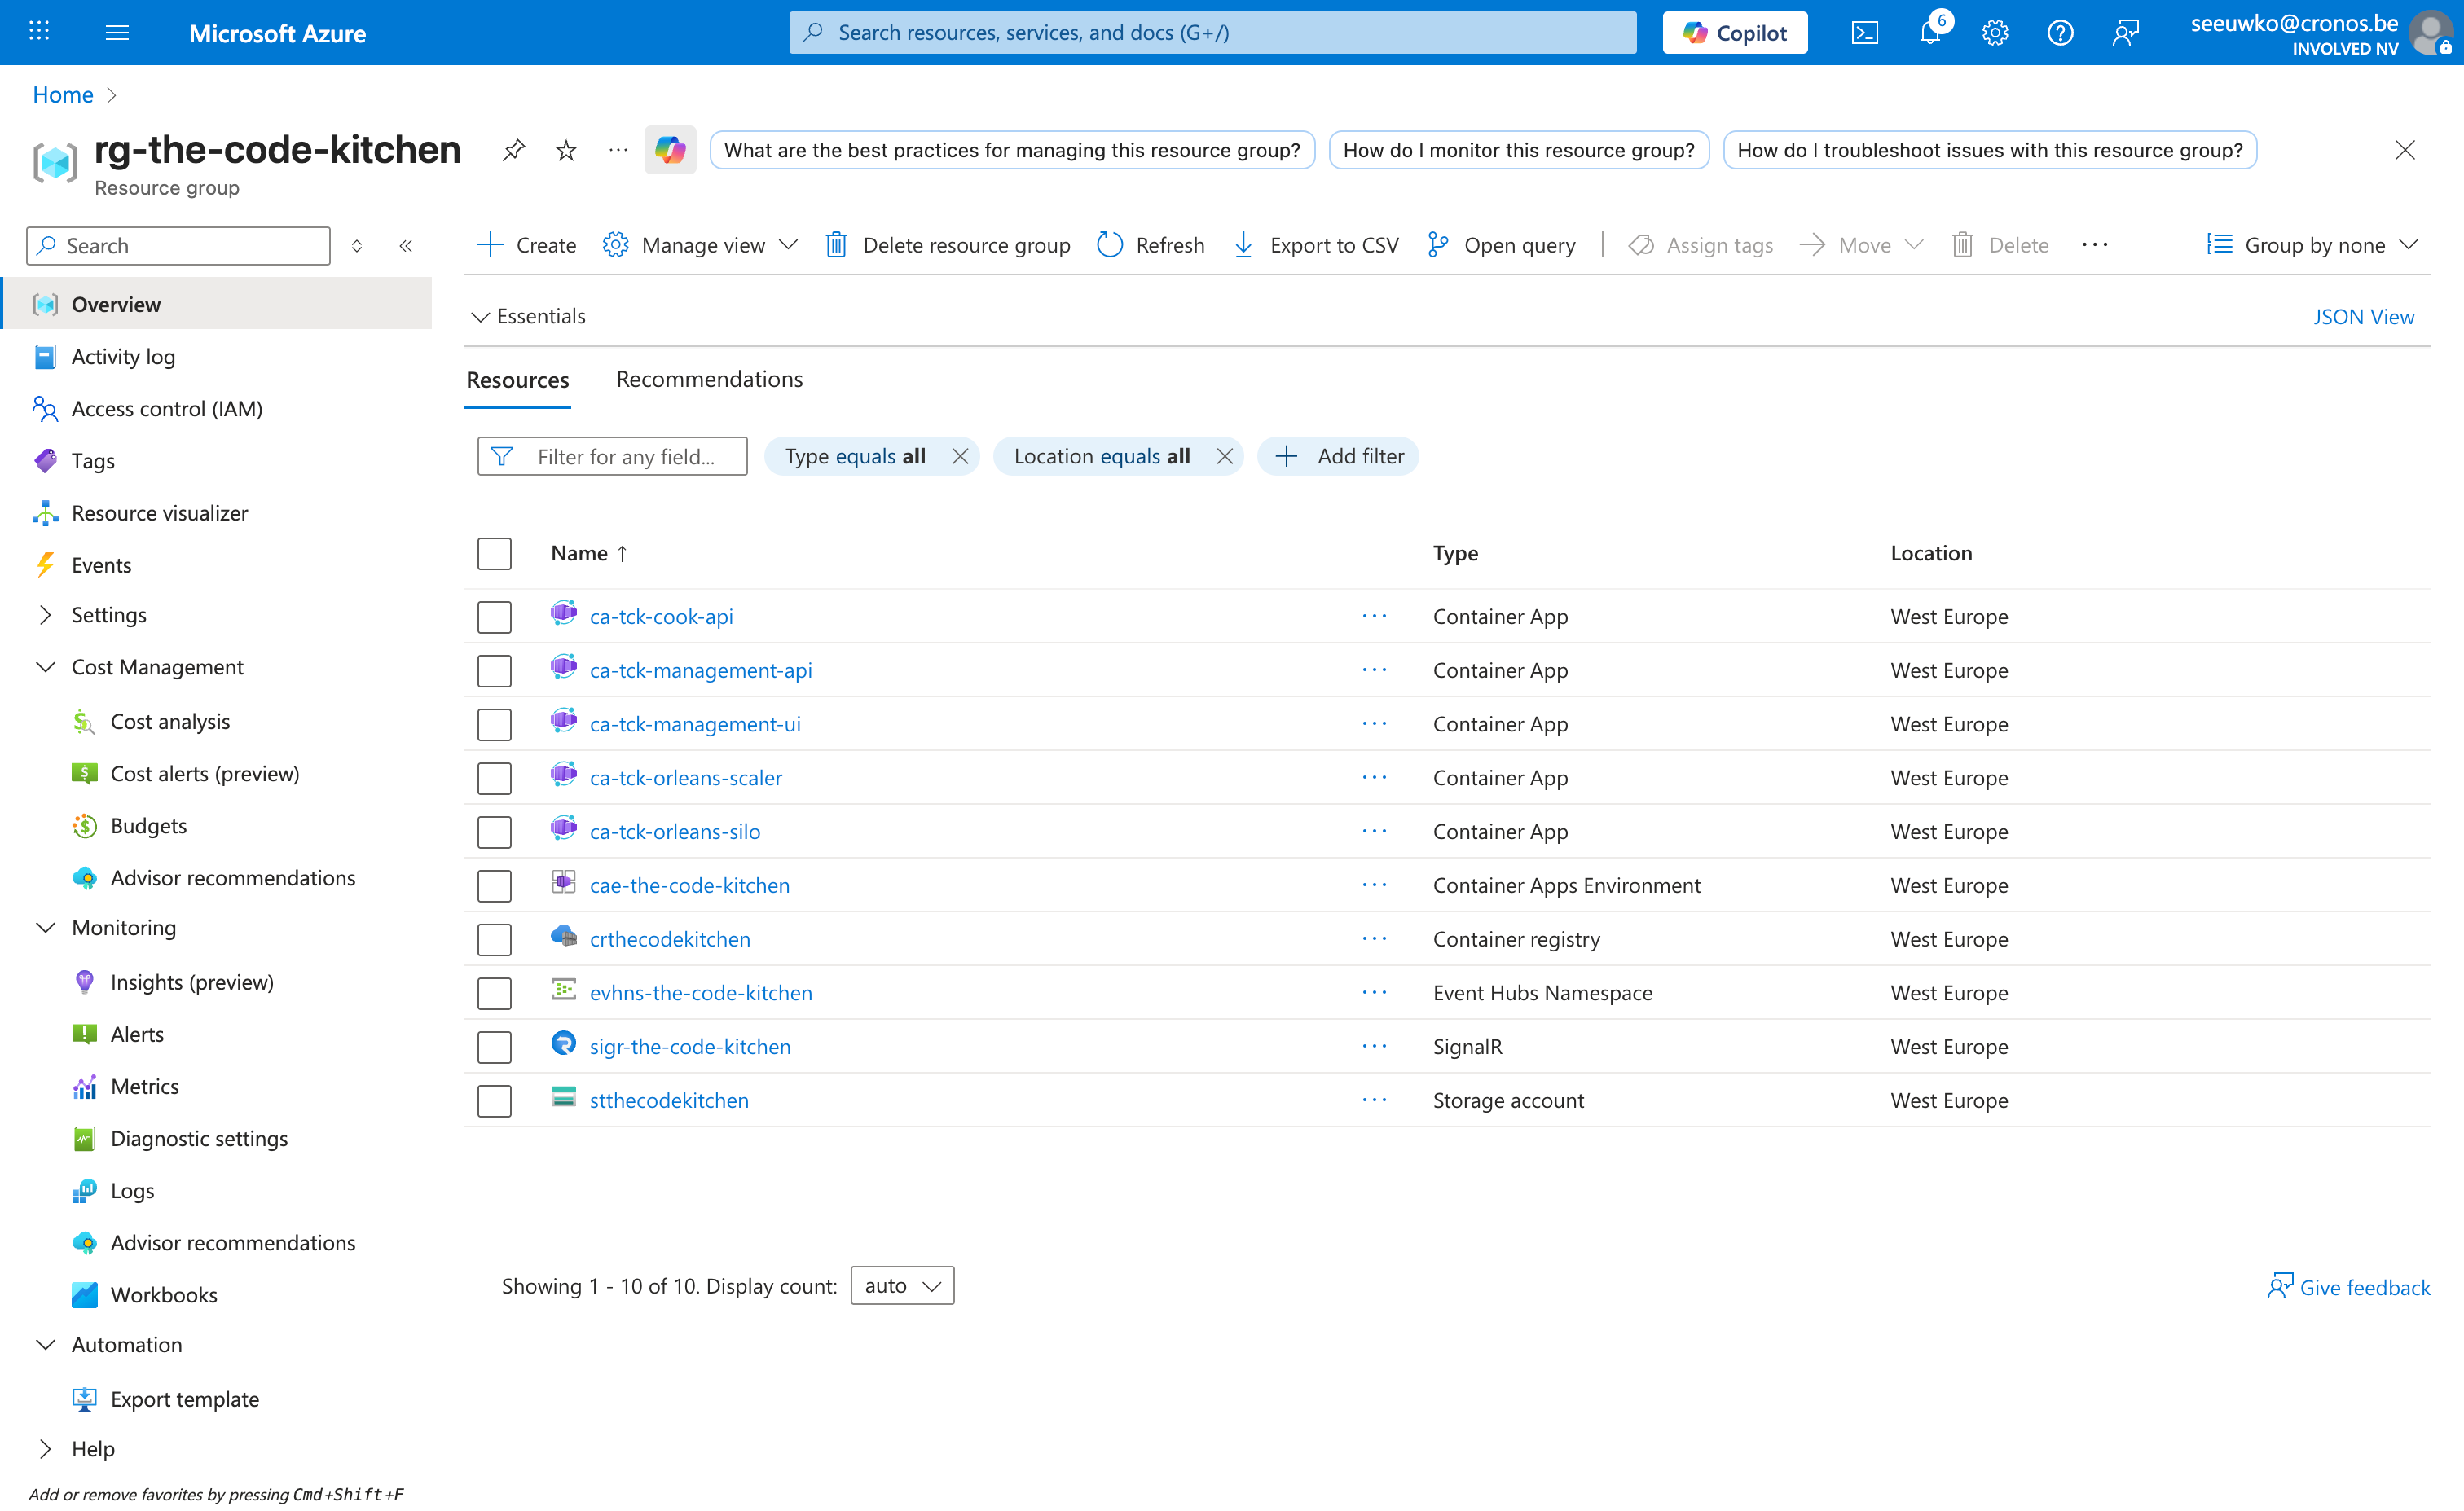 Microsoft Azure
Search resources, services, and docs (G+/)
Copilot
6
seeuwko@cronos.be
INVOLVED NV
Home
rg-the-code-kitchen
Resource group
What are the best practices for managing this resource group?
How do I monitor this resource group?
How do I troubleshoot issues with this resource group?
Search
Create
Manage view
Delete resource group
Refresh
Export to CSV
Open query
Assign tags
Move
Delete
Group by none
Overview
Activity log
Access control (IAM)
Tags
Resource visualizer
Events
Settings
Cost Management
Cost analysis
Cost alerts (preview)
Budgets
Advisor recommendations
Monitoring
Insights (preview)
Alerts
Metrics
Diagnostic settings
Logs
Advisor recommendations
Workbooks
Automation
Export template
Help
Add or remove favorites by pressing Cmd+Shift+F
Essentials
JSON View
Resources
Recommendations
Filter for any field...
Type equals all
Location equals all
Add filter
Name ↑ Type Location
ca-tck-cook-api Container App West Europe
ca-tck-management-api Container App West Europe
ca-tck-management-ui Container App West Europe
ca-tck-orleans-scaler Container App West Europe
ca-tck-orleans-silo Container App West Europe
cae-the-code-kitchen Container Apps Environment West Europe
crthecodekitchen Container registry West Europe
evhns-the-code-kitchen Event Hubs Namespace West Europe
sigr-the-code-kitchen SignalR West Europe
stthecodekitchen Storage account West Europe
Showing 1 - 10 of 10. Display count: auto
Give feedback